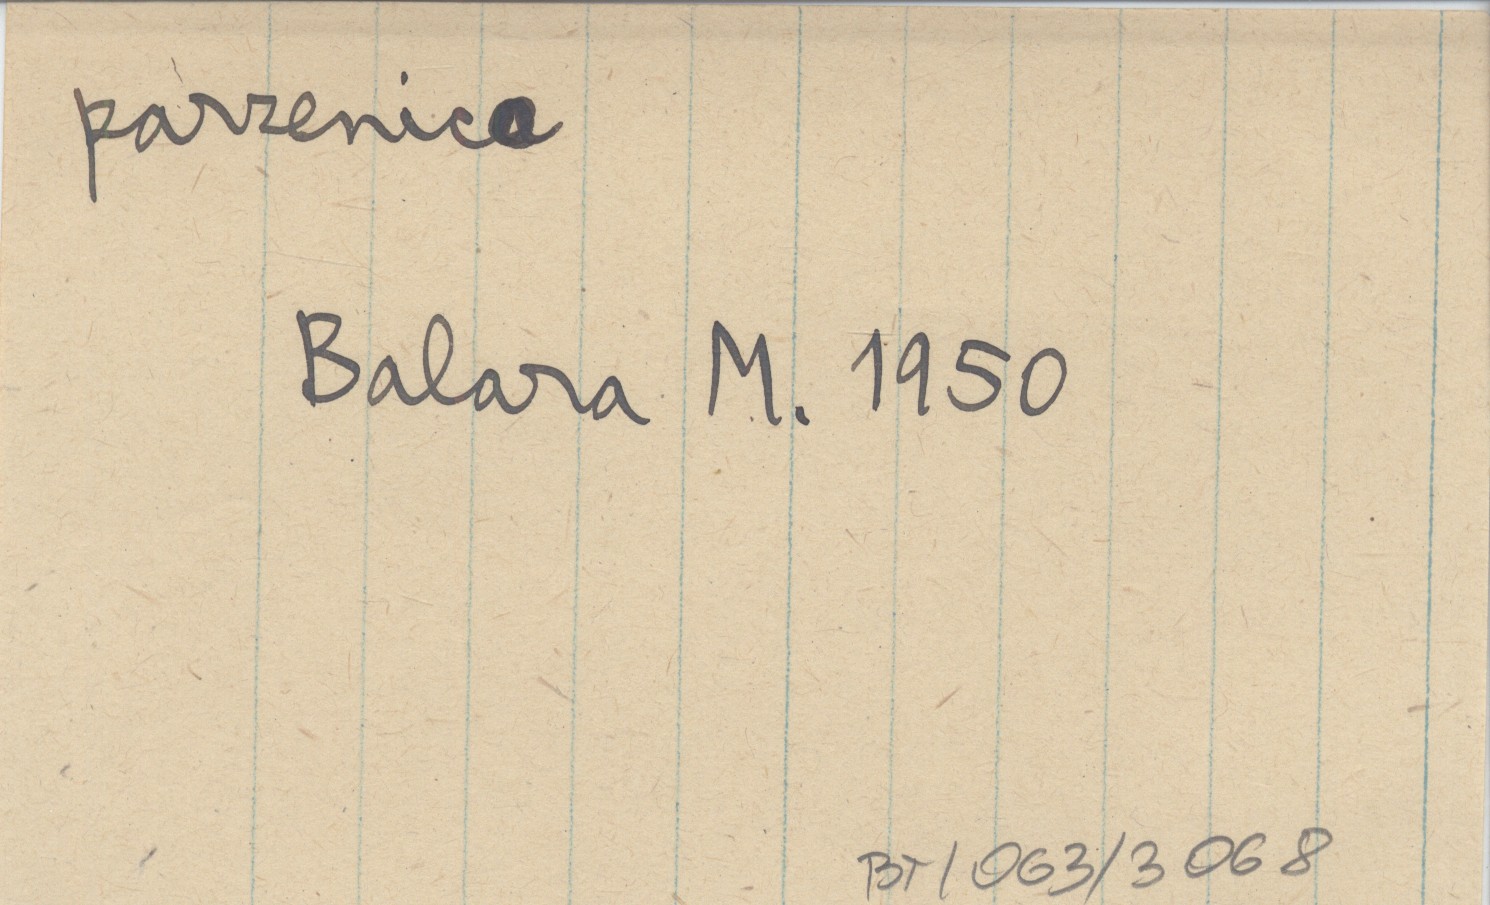 parzenica
Balara M. 1950
BT/063/3068